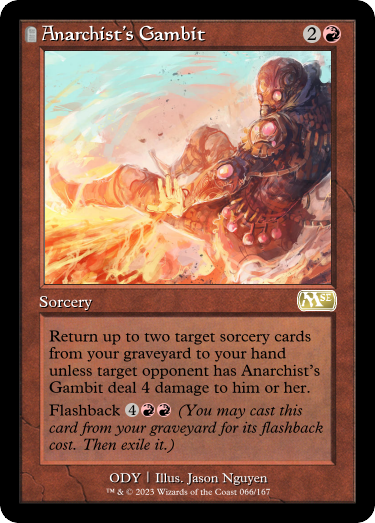 Anarchist's Gambit 2
Sorcery
MSE
Return up to two target sorcery cards
from your graveyard to your hand
unless target opponent has Anarchist's
Gambit deal 4 damage to him or her.
Flashback 4 (You may cast this
card from your graveyard for its flashback
cost. Then exile it.)
ODY | Illus. Jason Nguyen
™ & © 2023 Wizards of the Coast 066/167